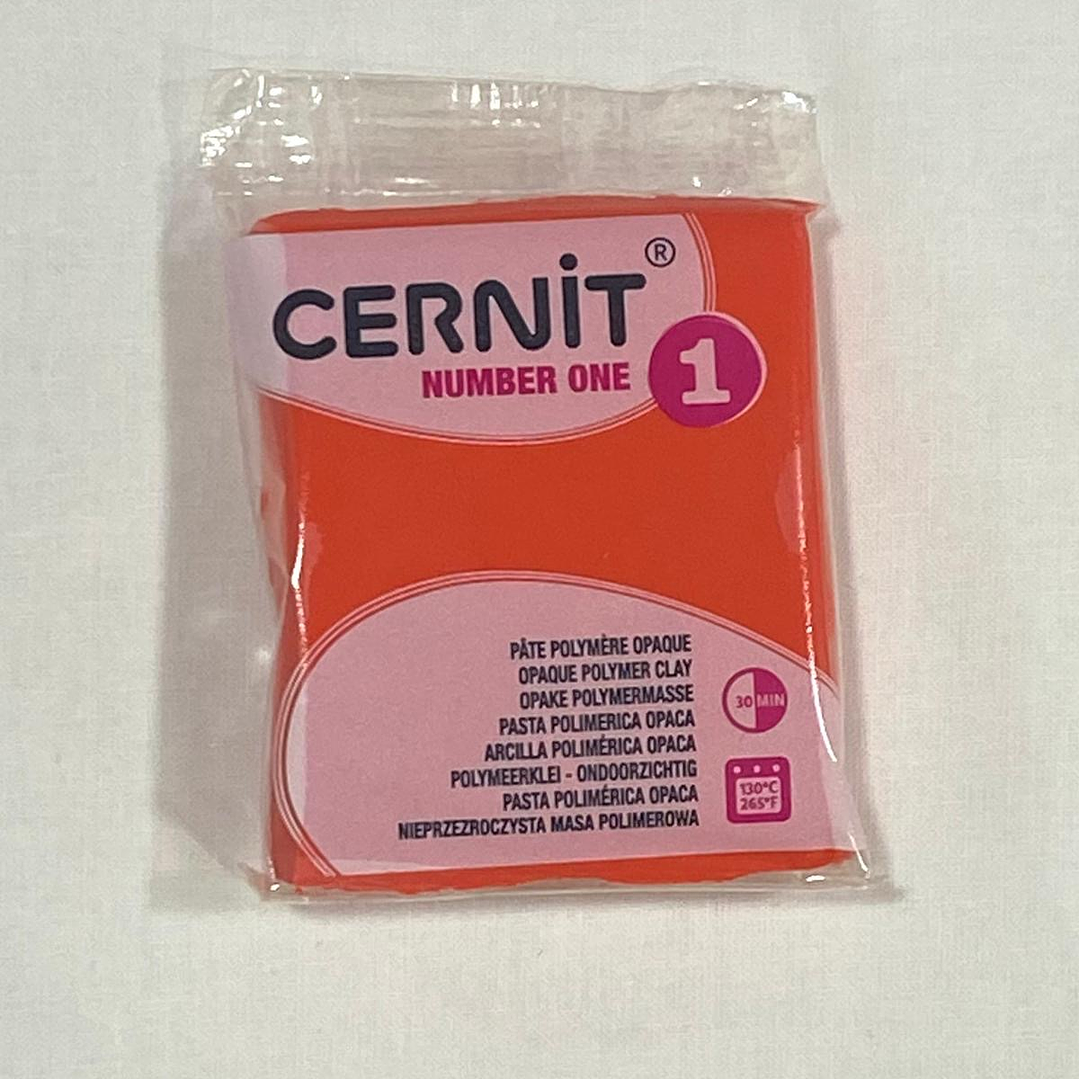 CERNiT®
NUMBER ONE
1
PÂTE POLYMÈRE OPAQUE
OPAQUE POLYMER CLAY
OPAKE POLYMERMASSE
PASTA POLIMERICA OPACA
ARCILLA POLIMÉRICA OPACA
POLYMEERKLEI - ONDOORZICHTIG
PASTA POLIMÉRICA OPACA
NIEPRZEZROCZYSTA MASA POLIMEROWA
30 MIN
130°C
265°F